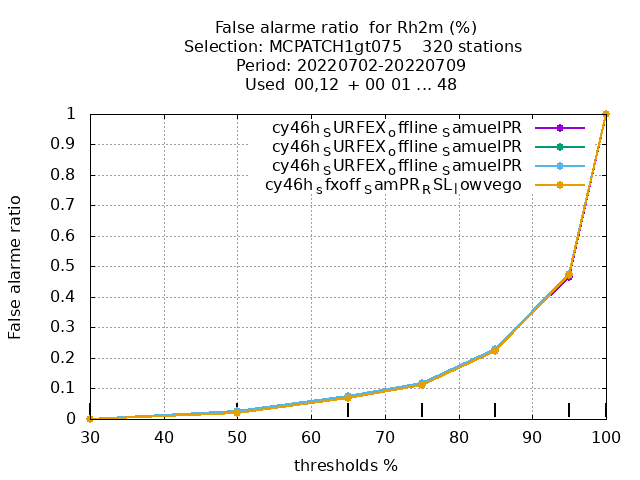 False alarme ratio  for Rh2m (%)
Selection: MCPATCH1gt075    320 stations
Period: 20220702-20220709
Used  00,12  + 00 01 ... 48
cy46h_SURFEX_offline_SamuelPR
cy46h_SURFEX_offline_SamuelPR
cy46h_SURFEX_offline_SamuelPR
cy46h_sfxoff_SamPR_RSL_lowvego
False alarme ratio
1
0.9
0.8
0.7
0.6
0.5
0.4
0.3
0.2
0.1
0
30 40 50 60 70 80 90 100
thresholds %